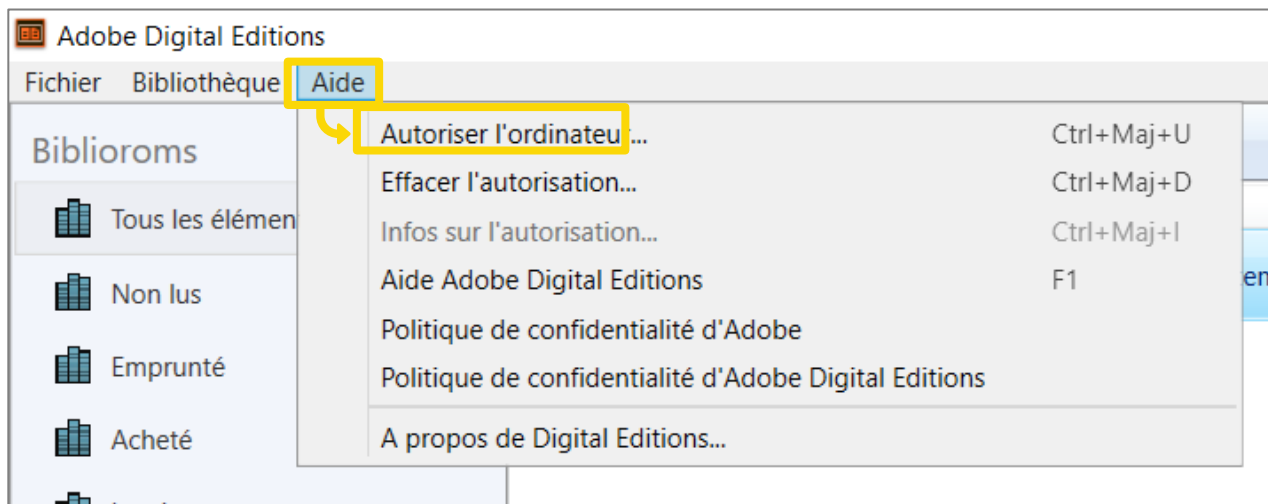 Adobe Digital Editions
Fichier Bibliothèque Aide
Autoriser l'ordinateur... Ctrl+Maj+U
Effacer l'autorisation... Ctrl+Maj+D
Infos sur l'autorisation... Ctrl+Maj+I
Aide Adobe Digital Editions F1
Politique de confidentialité d'Adobe
Politique de confidentialité d'Adobe Digital Editions
A propos de Digital Editions...
Biblioroms
Tous les élémen
Non lus
Emprunté
Acheté